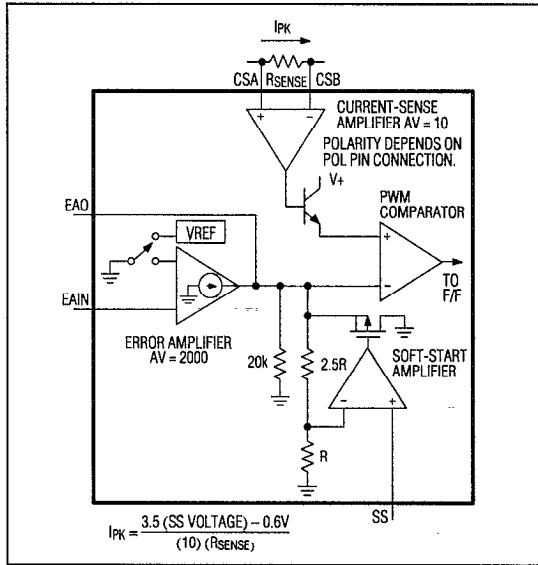 IPK
CSA RSENSE CSB
CURRENT-SENSE
AMPLIFIER AV = 10
POLARITY DEPENDS ON
POL PIN CONNECTION.
+ −
V+
PWM
COMPARATOR
EAO
VREF
+
−
TO
F/F
EAIN
ERROR AMPLIFIER
AV = 2000
20k
2.5R
SOFT-START
AMPLIFIER
− +
R
SS
IPK = 3.5 (SS VOLTAGE) – 0.6V
(10) (RSENSE)